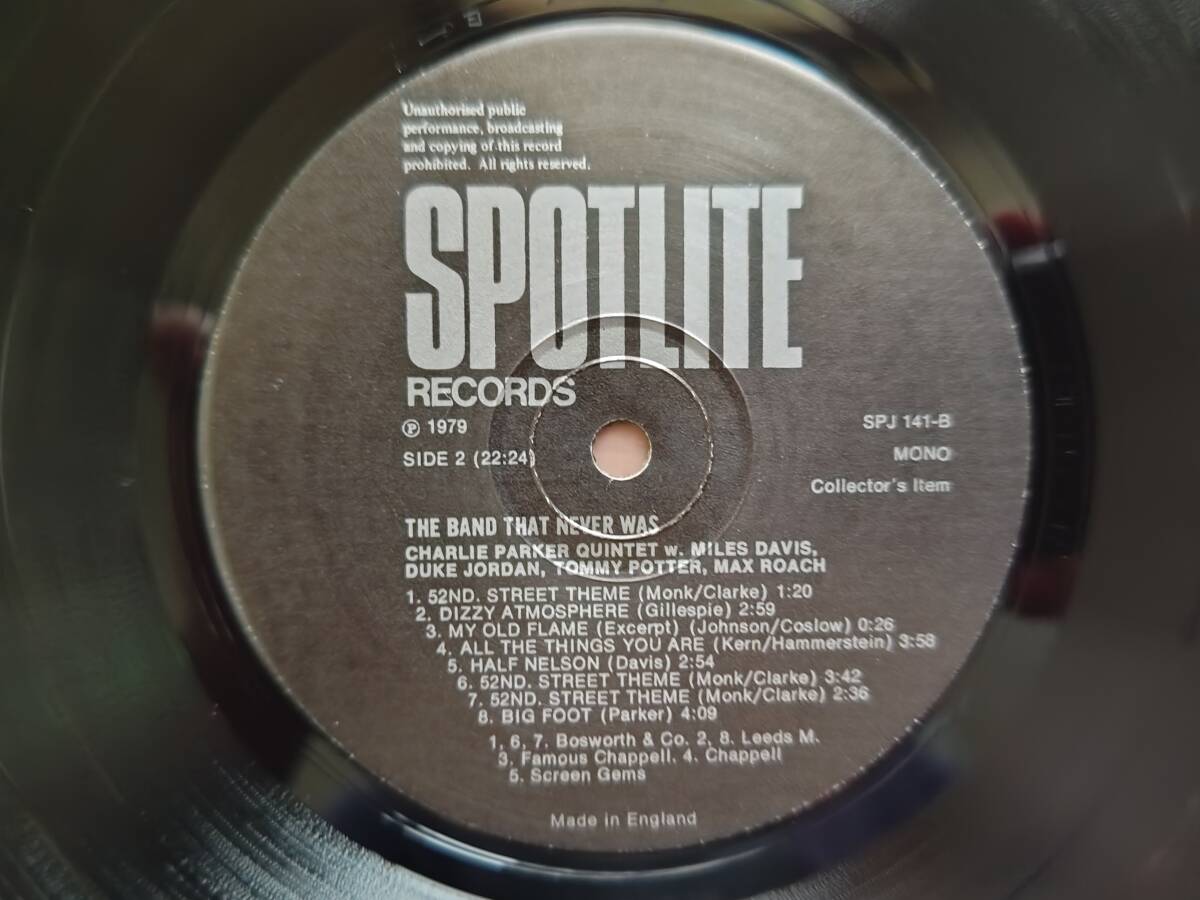 Unauthorised public
performance, broadcasting
and copying of this record
prohibited. All rights reserved.
SPOTLITE
RECORDS
℗ 1979
SPJ 141-B
SIDE 2 (22:24)
MONO
Collector's Item
THE BAND THAT NEVER WAS
CHARLIE PARKER QUINTET w. MILES DAVIS,
DUKE JORDAN, TOMMY POTTER, MAX ROACH
1. 52ND. STREET THEME (Monk/Clarke) 1:20
2. DIZZY ATMOSPHERE (Gillespie) 2:59
3. MY OLD FLAME (Excerpt) (Johnson/Coslow) 0:26
4. ALL THE THINGS YOU ARE (Kern/Hammerstein) 3:58
5. HALF NELSON (Davis) 2:54
6. 52ND. STREET THEME (Monk/Clarke) 3:42
7. 52ND. STREET THEME (Monk/Clarke) 2:36
8. BIG FOOT (Parker) 4:09
1, 6, 7. Bosworth & Co. 2, 8. Leeds M.
3. Famous Chappell. 4. Chappell
5. Screen Gems
Made in England